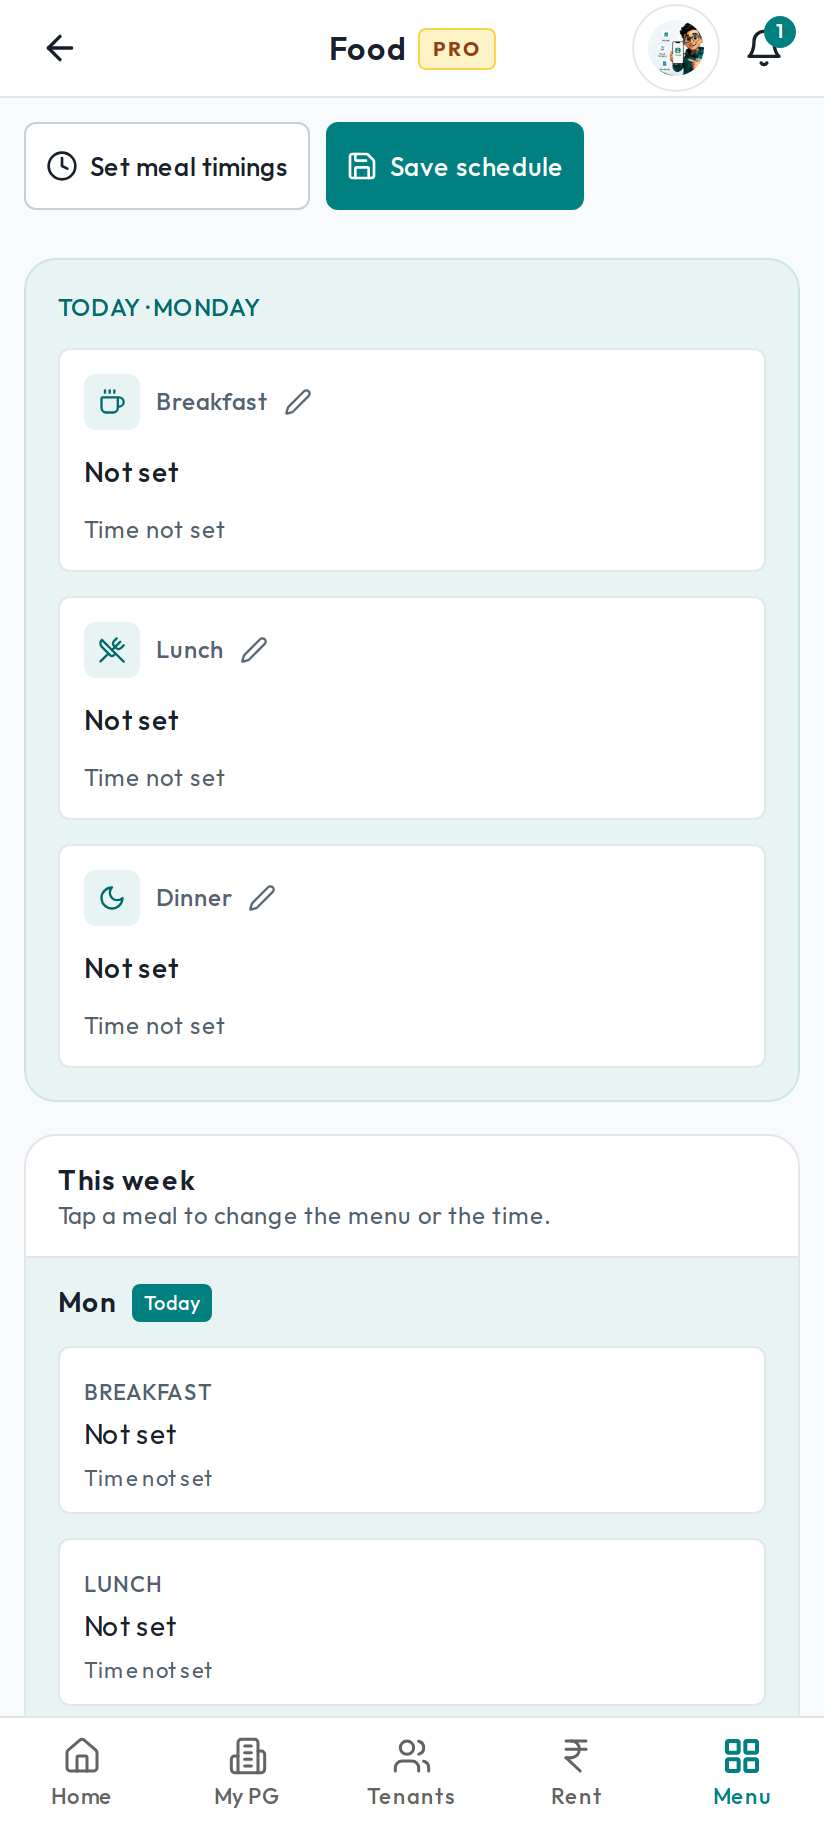 Food PRO
1
Set meal timings
Save schedule
TODAY · MONDAY
Breakfast
Not set
Time not set
Lunch
Not set
Time not set
Dinner
Not set
Time not set
This week
Tap a meal to change the menu or the time.
Mon Today
BREAKFAST
Not set
Time not set
LUNCH
Not set
Time not set
Home
My PG
Tenants
Rent
Menu